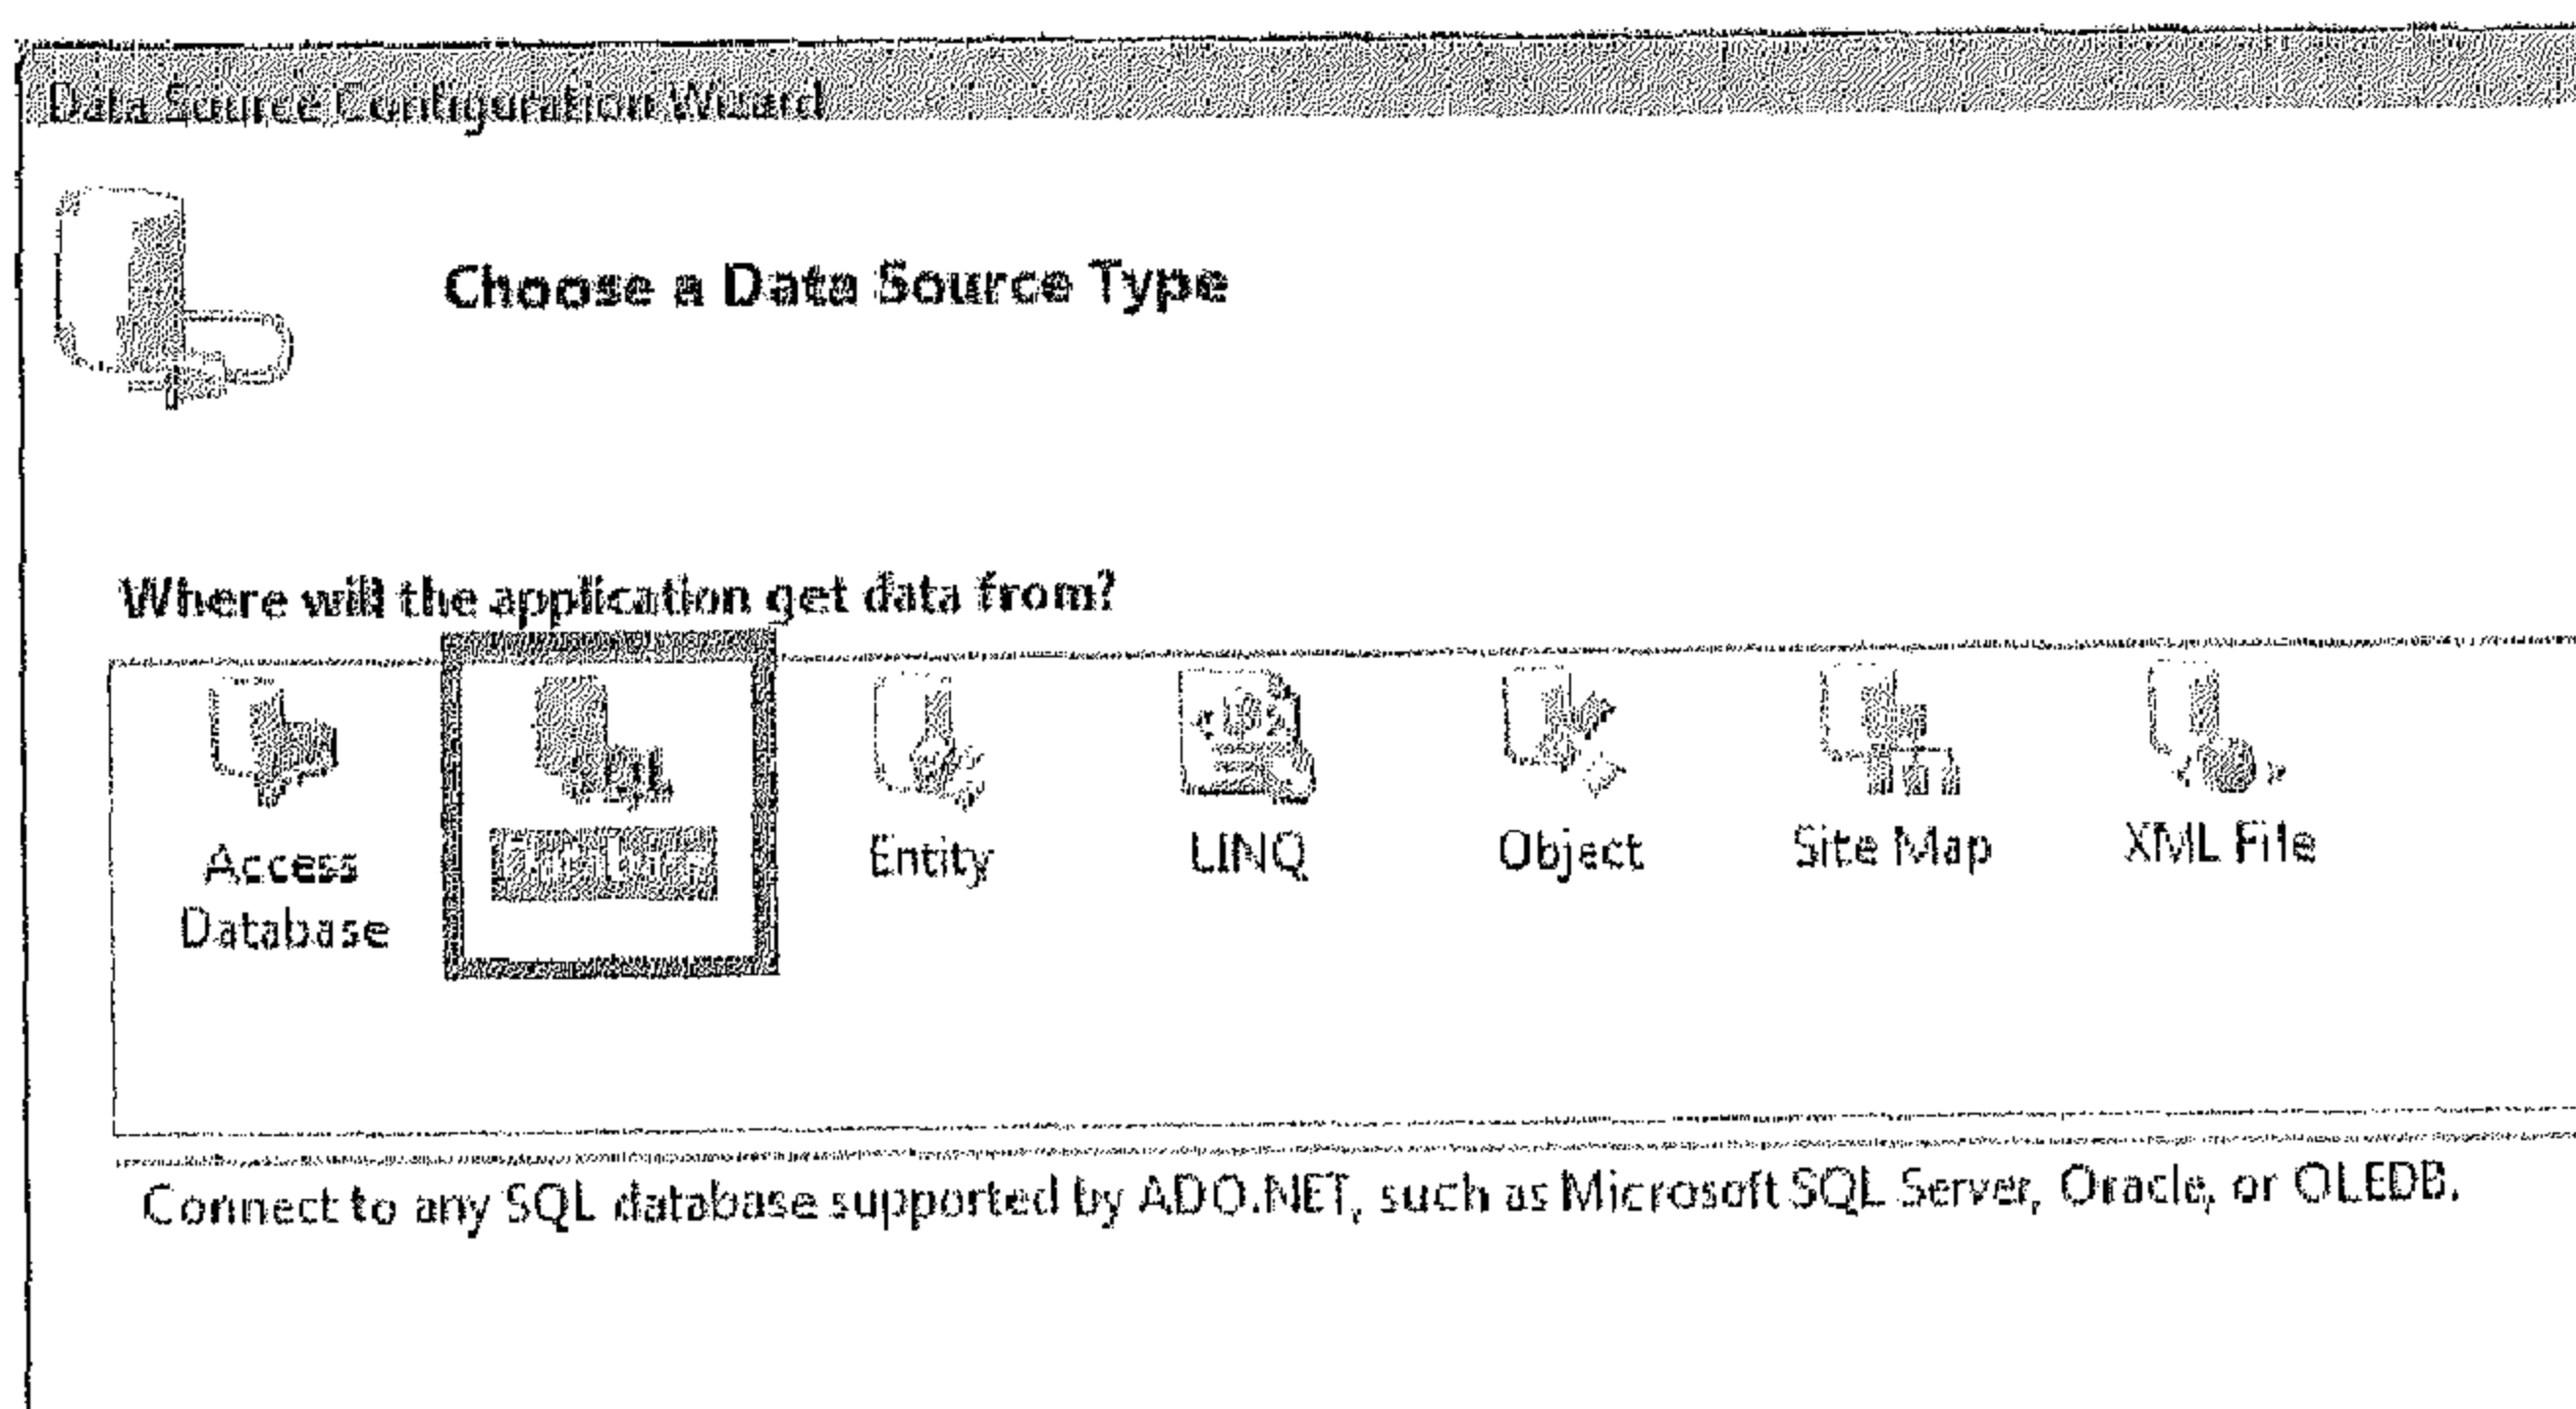 Data Source Configuration Wizard
Choose a Data Source Type
Where will the application get data from?
Access Entity LINQ Object Site Map XML File
Database
Connect to any SQL database supported by ADO.NET, such as Microsoft SQL Server, Oracle, or OLEDB.